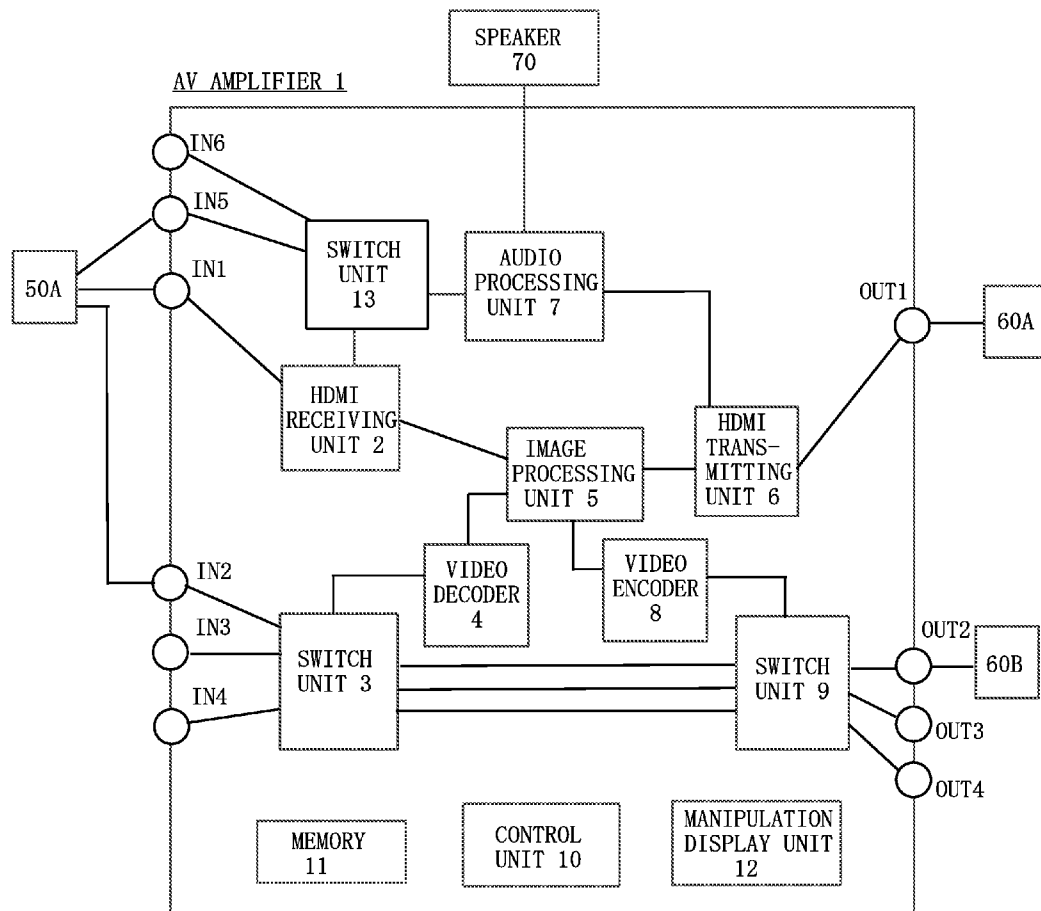 SPEAKER
70
AV AMPLIFIER 1
IN6
IN5
IN1
50A
SWITCH
UNIT
13
AUDIO
PROCESSING
UNIT 7
OUT1
60A
HDMI
RECEIVING
UNIT 2
IMAGE
PROCESSING
UNIT 5
HDMI
TRANS-
MITTING
UNIT 6
IN2
IN3
IN4
VIDEO
DECODER
4
VIDEO
ENCODER
8
SWITCH
UNIT 3
SWITCH
UNIT 9
OUT2
60B
OUT3
OUT4
MEMORY
11
CONTROL
UNIT 10
MANIPULATION
DISPLAY UNIT
12